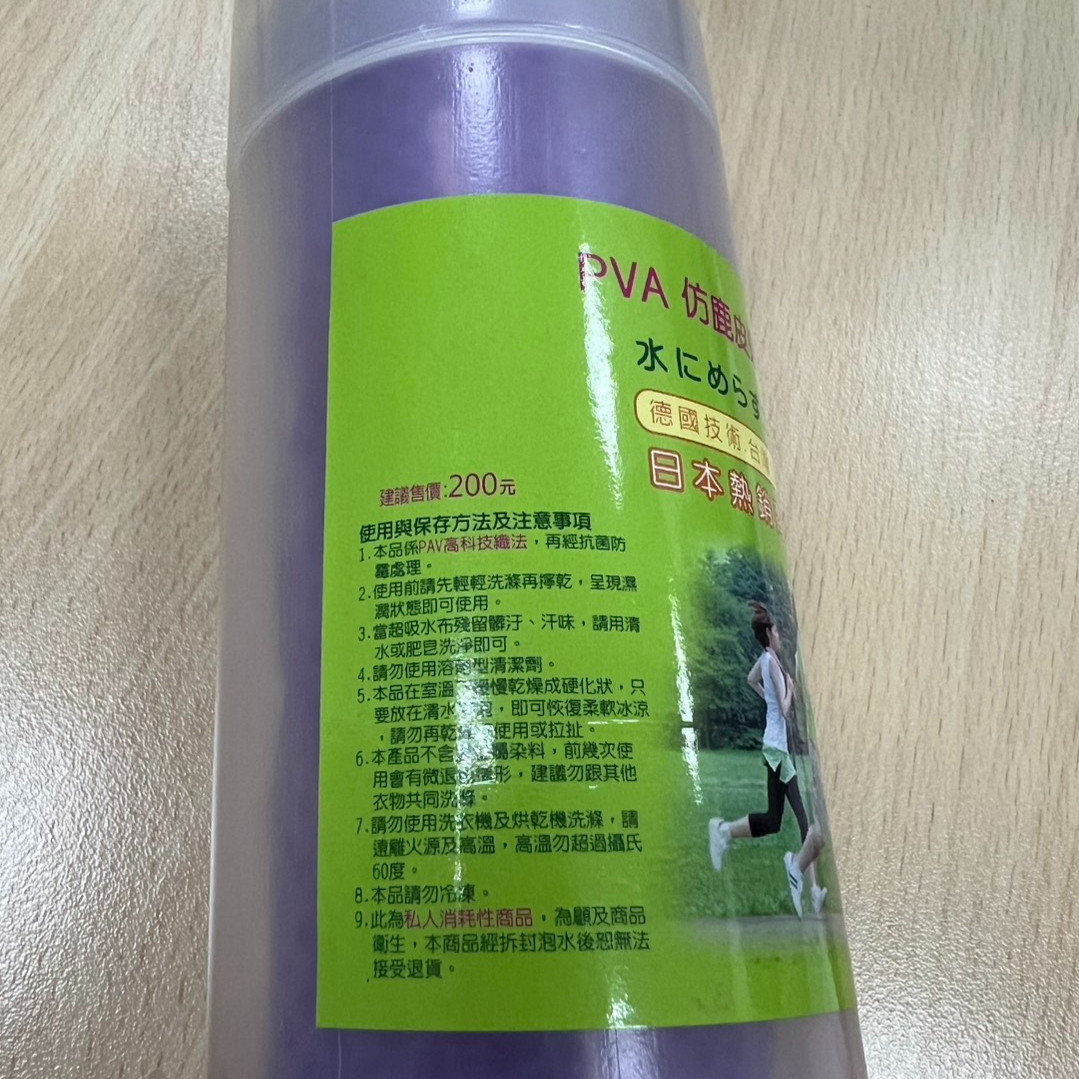 PVA 仿鹿皮
水にめらす
德國技術.台灣
日本熱銷
建議售價:200元
使用與保存方法及注意事項
1.本品係PAV高科技織法，再經抗菌防
霉處理。
2.使用前請先輕輕洗滌再擰乾，呈現濕
潤狀態即可使用。
3.當超吸水布殘留髒汙、汗味，請用清
水或肥皂洗淨即可。
4.請勿使用溶劑型清潔劑。
5.本品在室溫 慢乾燥成硬化狀，只
要放在清水 ，即可恢復柔軟冰涼
，請勿再乾 使用或拉扯。
6.本產品不含 染料，前幾次使
用會有微退 形，建議勿跟其他
衣物共同洗滌。
7.請勿使用洗衣機及烘乾機洗滌，請
遠離火源及高溫，高溫勿超過攝氏
60度。
8.本品請勿冷凍。
9.此為私人消耗性商品，為顧及商品
衛生，本商品經拆封泡水後恕無法
接受退貨。